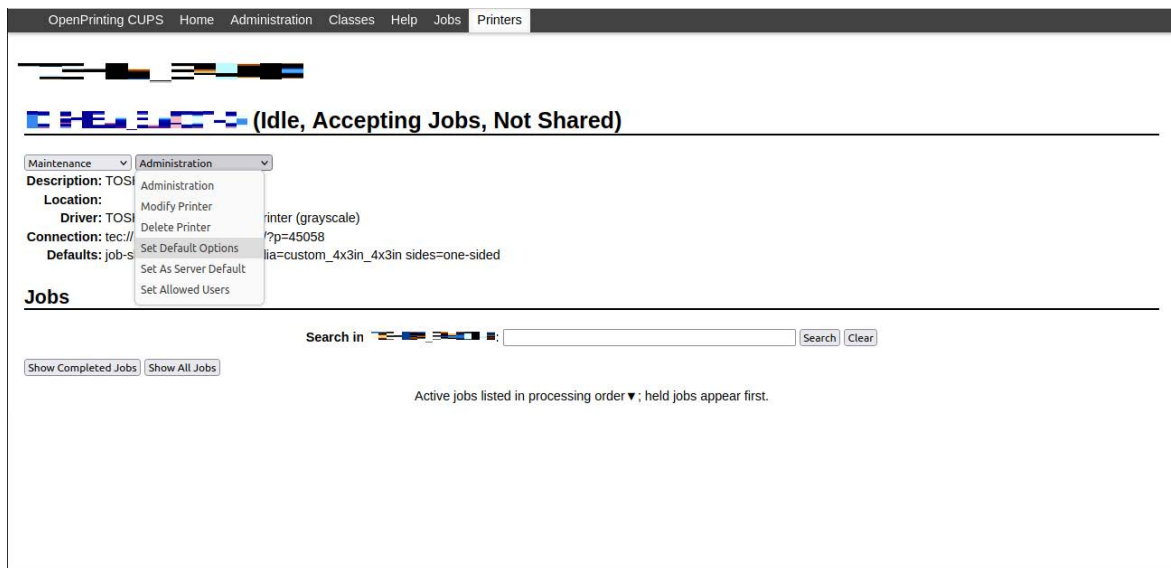 OpenPrinting CUPS Home Administration Classes Help Jobs Printers
(Idle, Accepting Jobs, Not Shared)
Maintenance Administration
Description: TOSH
Administration
Location:
Modify Printer
Driver: TOSH rinter (grayscale)
Delete Printer
Connection: tec:// /?p=45058
Set Default Options
Defaults: job-s ia=custom_4x3in_4x3in sides=one-sided
Set As Server Default
Set Allowed Users
Jobs
Search in : Search Clear
Show Completed Jobs Show All Jobs
Active jobs listed in processing order▼; held jobs appear first.